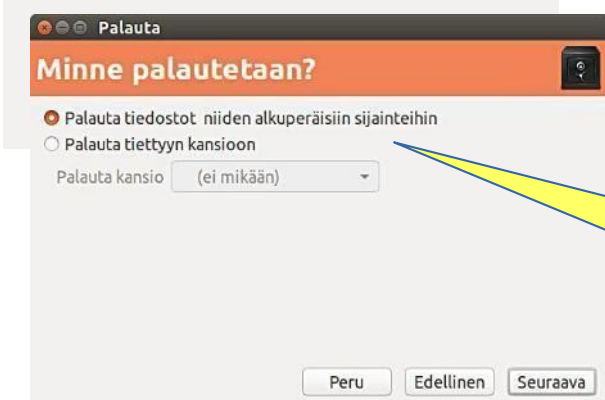 Palauta
Minne palautetaan?
Palauta tiedostot niiden alkuperäisiin sijainteihin
Palauta tiettyyn kansioon
Palauta kansio (ei mikään)
Peru Edellinen Seuraava